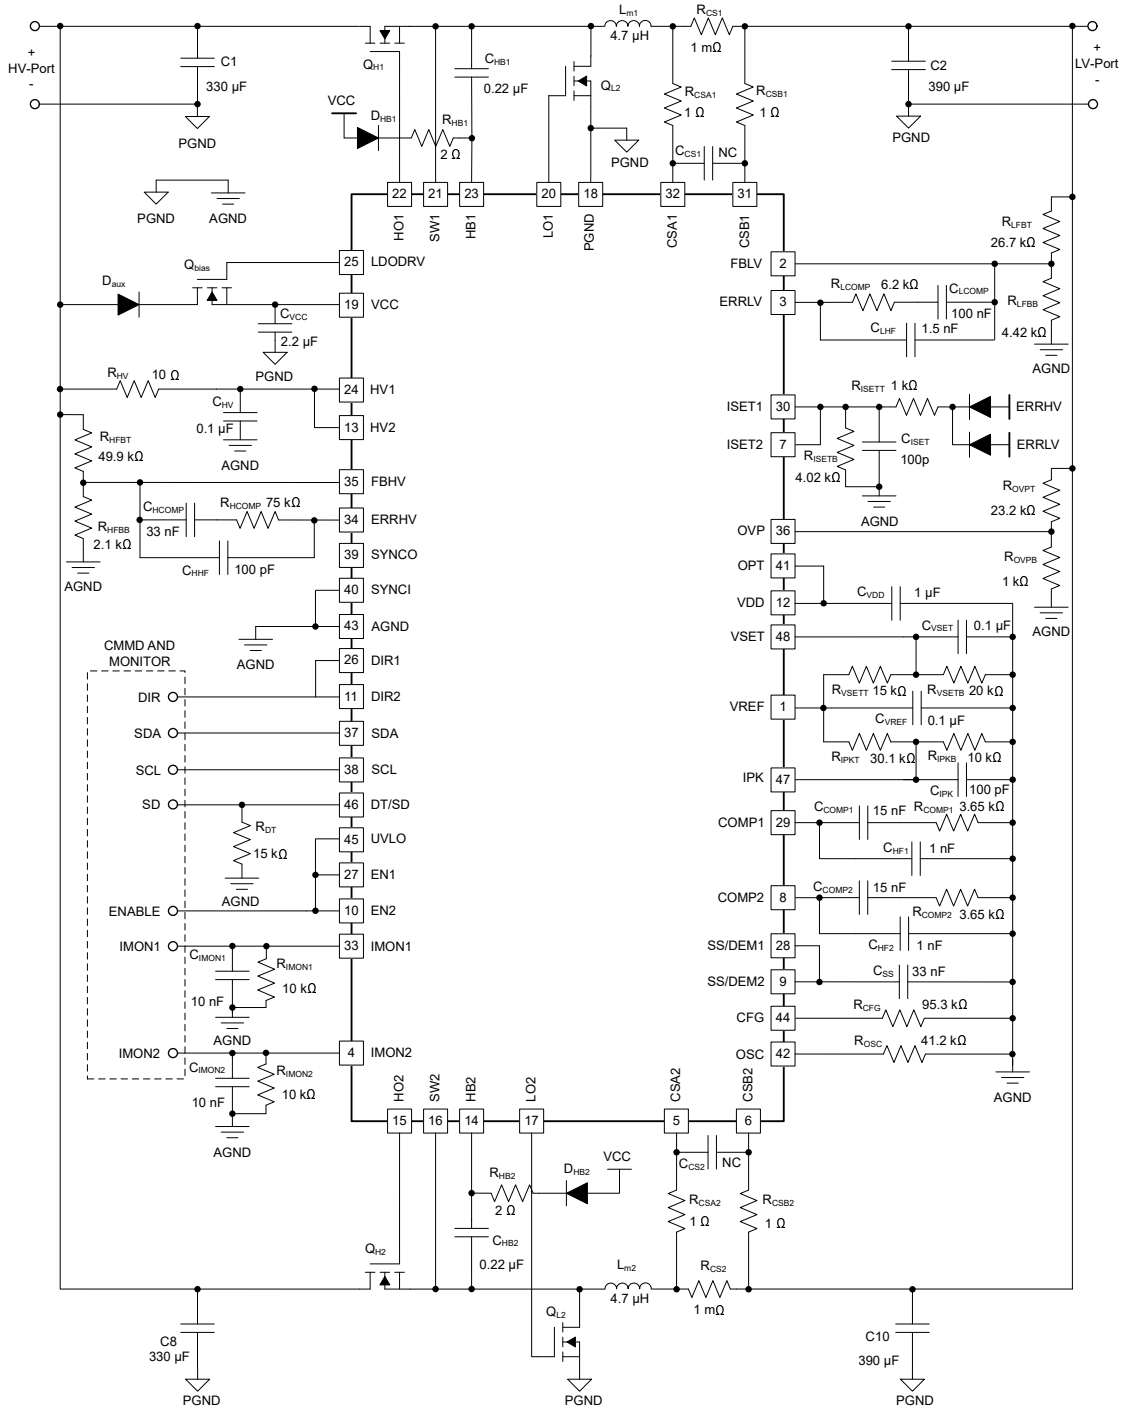 Lm1
RCS1
4.7 µH
1 mΩ
+
HV-Port
-
C1
330 µF
PGND
QH1
CHB1
0.22 µF
QL2
RCSA1
1 Ω
RCSB1
1 Ω
C2
390 µF
PGND
+
LV-Port
-
VCC
DHB1
RHB1
2 Ω
PGND
CCS1
NC
PGND
AGND
22
21
23
20
18
32
31
HO1
SW1
HB1
LO1
PGND
CSA1
CSB1
Qbias
Daux
25
LDODRV
19
VCC
CVCC
2.2 µF
PGND
RHV
10 Ω
24
HV1
CHV
0.1 µF
AGND
13
HV2
RHFBT
49.9 kΩ
35
FBHV
CHCOMP
33 nF
RHCOMP
75 kΩ
34
ERRHV
RHFBB
2.1 kΩ
AGND
CHHF
100 pF
39
SYNCO
40
SYNCI
43
AGND
AGND
CMMD AND
MONITOR
26
DIR1
DIR
11
DIR2
SDA
37
SDA
SCL
38
SCL
SD
46
DT/SD
RDT
15 kΩ
AGND
45
UVLO
27
EN1
ENABLE
10
EN2
IMON1
33
IMON1
CIMON1
10 nF
RIMON1
10 kΩ
AGND
IMON2
4
IMON2
CIMON2
10 nF
RIMON2
10 kΩ
AGND
FBLV
2
RLFBT
26.7 kΩ
ERRLV
3
RLCOMP
6.2 kΩ
CLCOMP
100 nF
CLHF
1.5 nF
RLFBB
4.42 kΩ
AGND
ISET1
30
RISETT
1 kΩ
ERRHV
ISET2
7
ERRLV
RISETB
4.02 kΩ
CISET
100p
AGND
ROVPT
23.2 kΩ
OVP
36
ROVPB
1 kΩ
AGND
OPT
41
VDD
12
CVDD
1 µF
VSET
48
CVSET
0.1 µF
RVSETT
15 kΩ
RVSETB
20 kΩ
VREF
1
CVREF
0.1 µF
RIPKT
30.1 kΩ
RIPKB
10 kΩ
IPK
47
CIPK
100 pF
COMP1
29
CCOMP1
15 nF
RCOMP1
3.65 kΩ
CHF1
1 nF
COMP2
8
CCOMP2
15 nF
RCOMP2
3.65 kΩ
CHF2
1 nF
SS/DEM1
28
SS/DEM2
9
CSS
33 nF
CFG
44
RCFG
95.3 kΩ
OSC
42
ROSC
41.2 kΩ
AGND
HO2
SW2
HB2
LO2
CSA2
CSB2
15
16
14
17
5
6
CCS2
NC
RHB2
2 Ω
DHB2
VCC
CHB2
0.22 µF
RCSA2
1 Ω
RCSB2
1 Ω
QH2
Lm2
4.7 µH
RCS2
1 mΩ
QL2
PGND
C8
330 µF
PGND
C10
390 µF
PGND